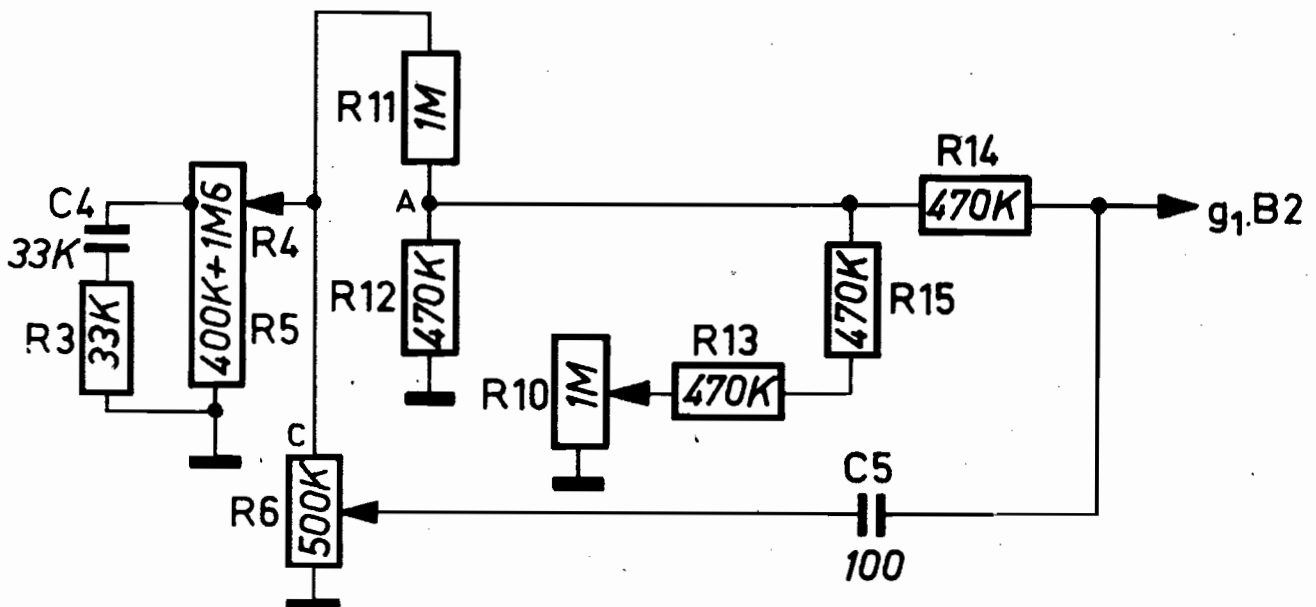 R11
1M
R14
470K
C4
33K
R3
33K
400K+1M6
R4
R5
A
g1.B2
R12
470K
470K
R15
R13
470K
R10
1M
C
R6
500K
C5
100